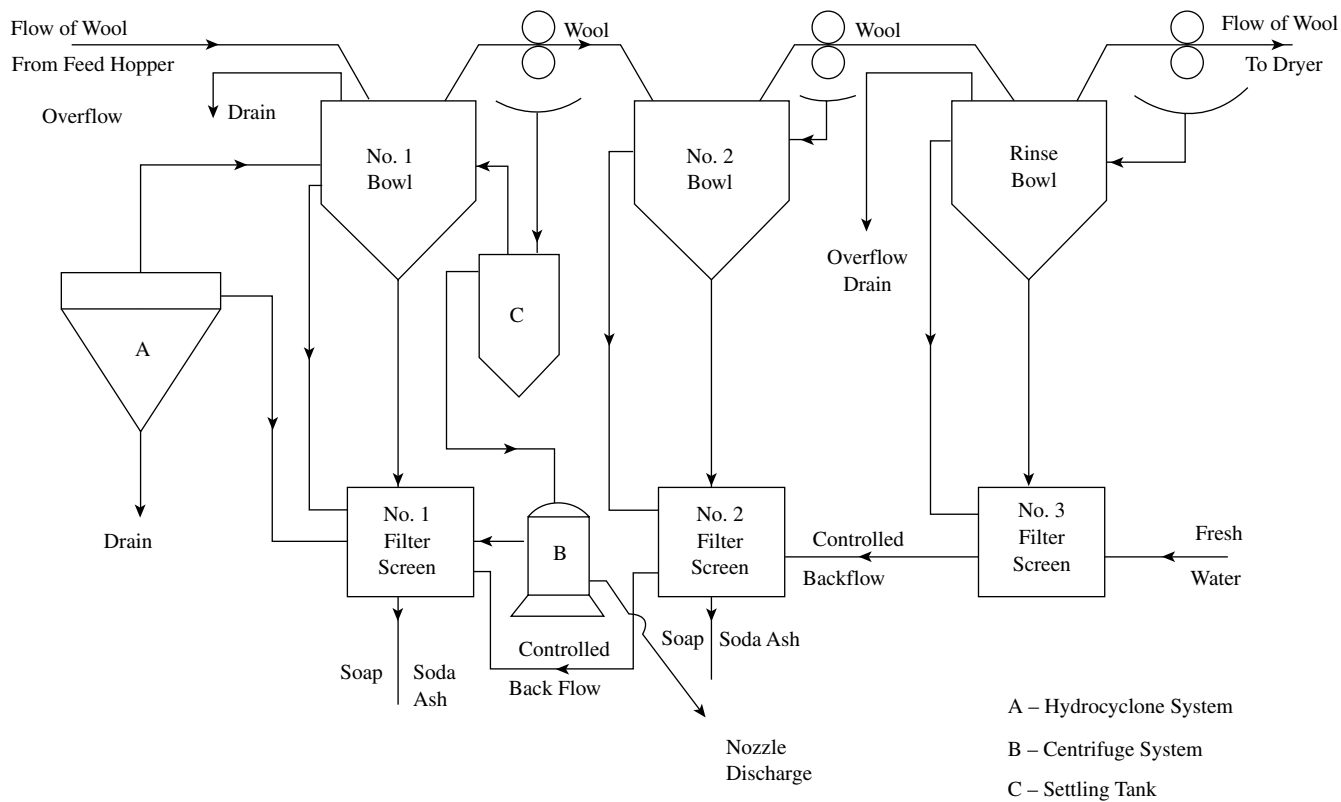 Flow of Wool
From Feed Hopper
Wool
Wool
Flow of Wool
To Dryer
Overflow
Drain
No. 1
Bowl
No. 2
Bowl
Rinse
Bowl
Overflow
Drain
A
C
Drain
No. 1
Filter
Screen
B
No. 2
Filter
Screen
Controlled
Backflow
No. 3
Filter
Screen
Fresh
Water
Soap
Soda
Ash
Controlled
Back Flow
Soap
Soda Ash
Nozzle
Discharge
A – Hydrocyclone System
B – Centrifuge System
C – Settling Tank